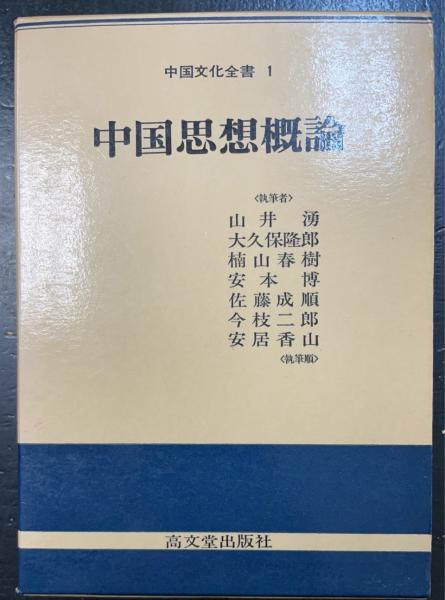 中国文化全書 1
中国思想概論
〈執筆者〉
山井 湧
大久保隆郎
楠山春樹
安本 博
佐藤成順
今枝二郎
安居香山
〈執筆順〉
高文堂出版社